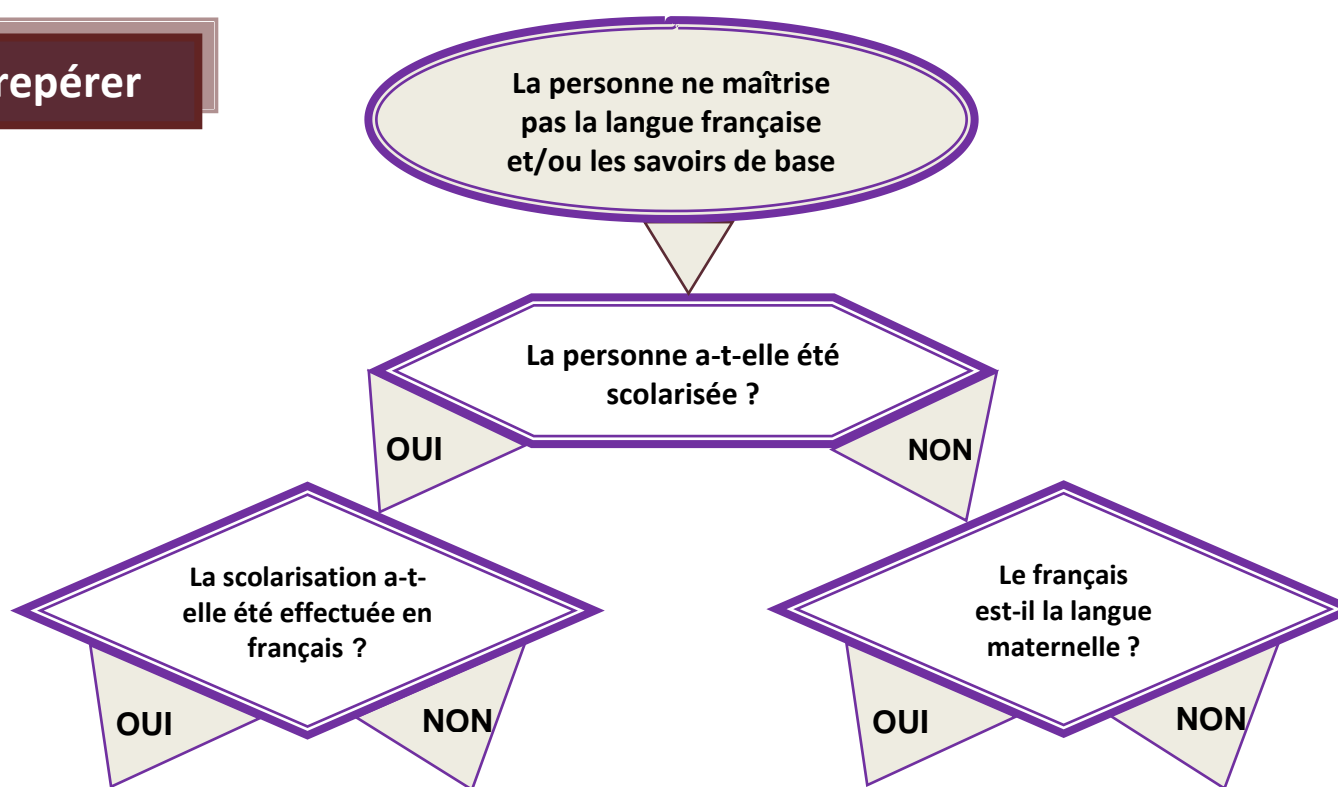 repérer
La personne ne maîtrise
pas la langue française
et/ou les savoirs de base
La personne a-t-elle été
scolarisée ?
OUI
NON
La scolarisation a-t-
elle été effectuée en
français ?
Le français
est-il la langue
maternelle ?
OUI
NON
OUI
NON